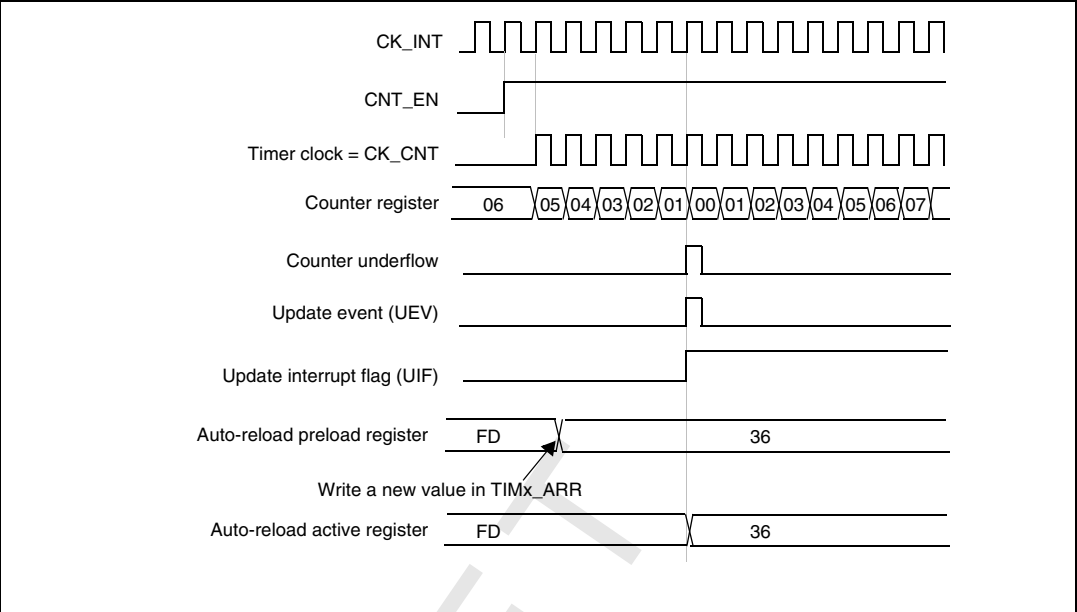 CK_INT
CNT_EN
Timer clock = CK_CNT
Counter register 06 05 04 03 02 01 00 01 02 03 04 05 06 07
Counter underflow
Update event (UEV)
Update interrupt flag (UIF)
Auto-reload preload register FD 36
Write a new value in TIMx_ARR
Auto-reload active register FD 36